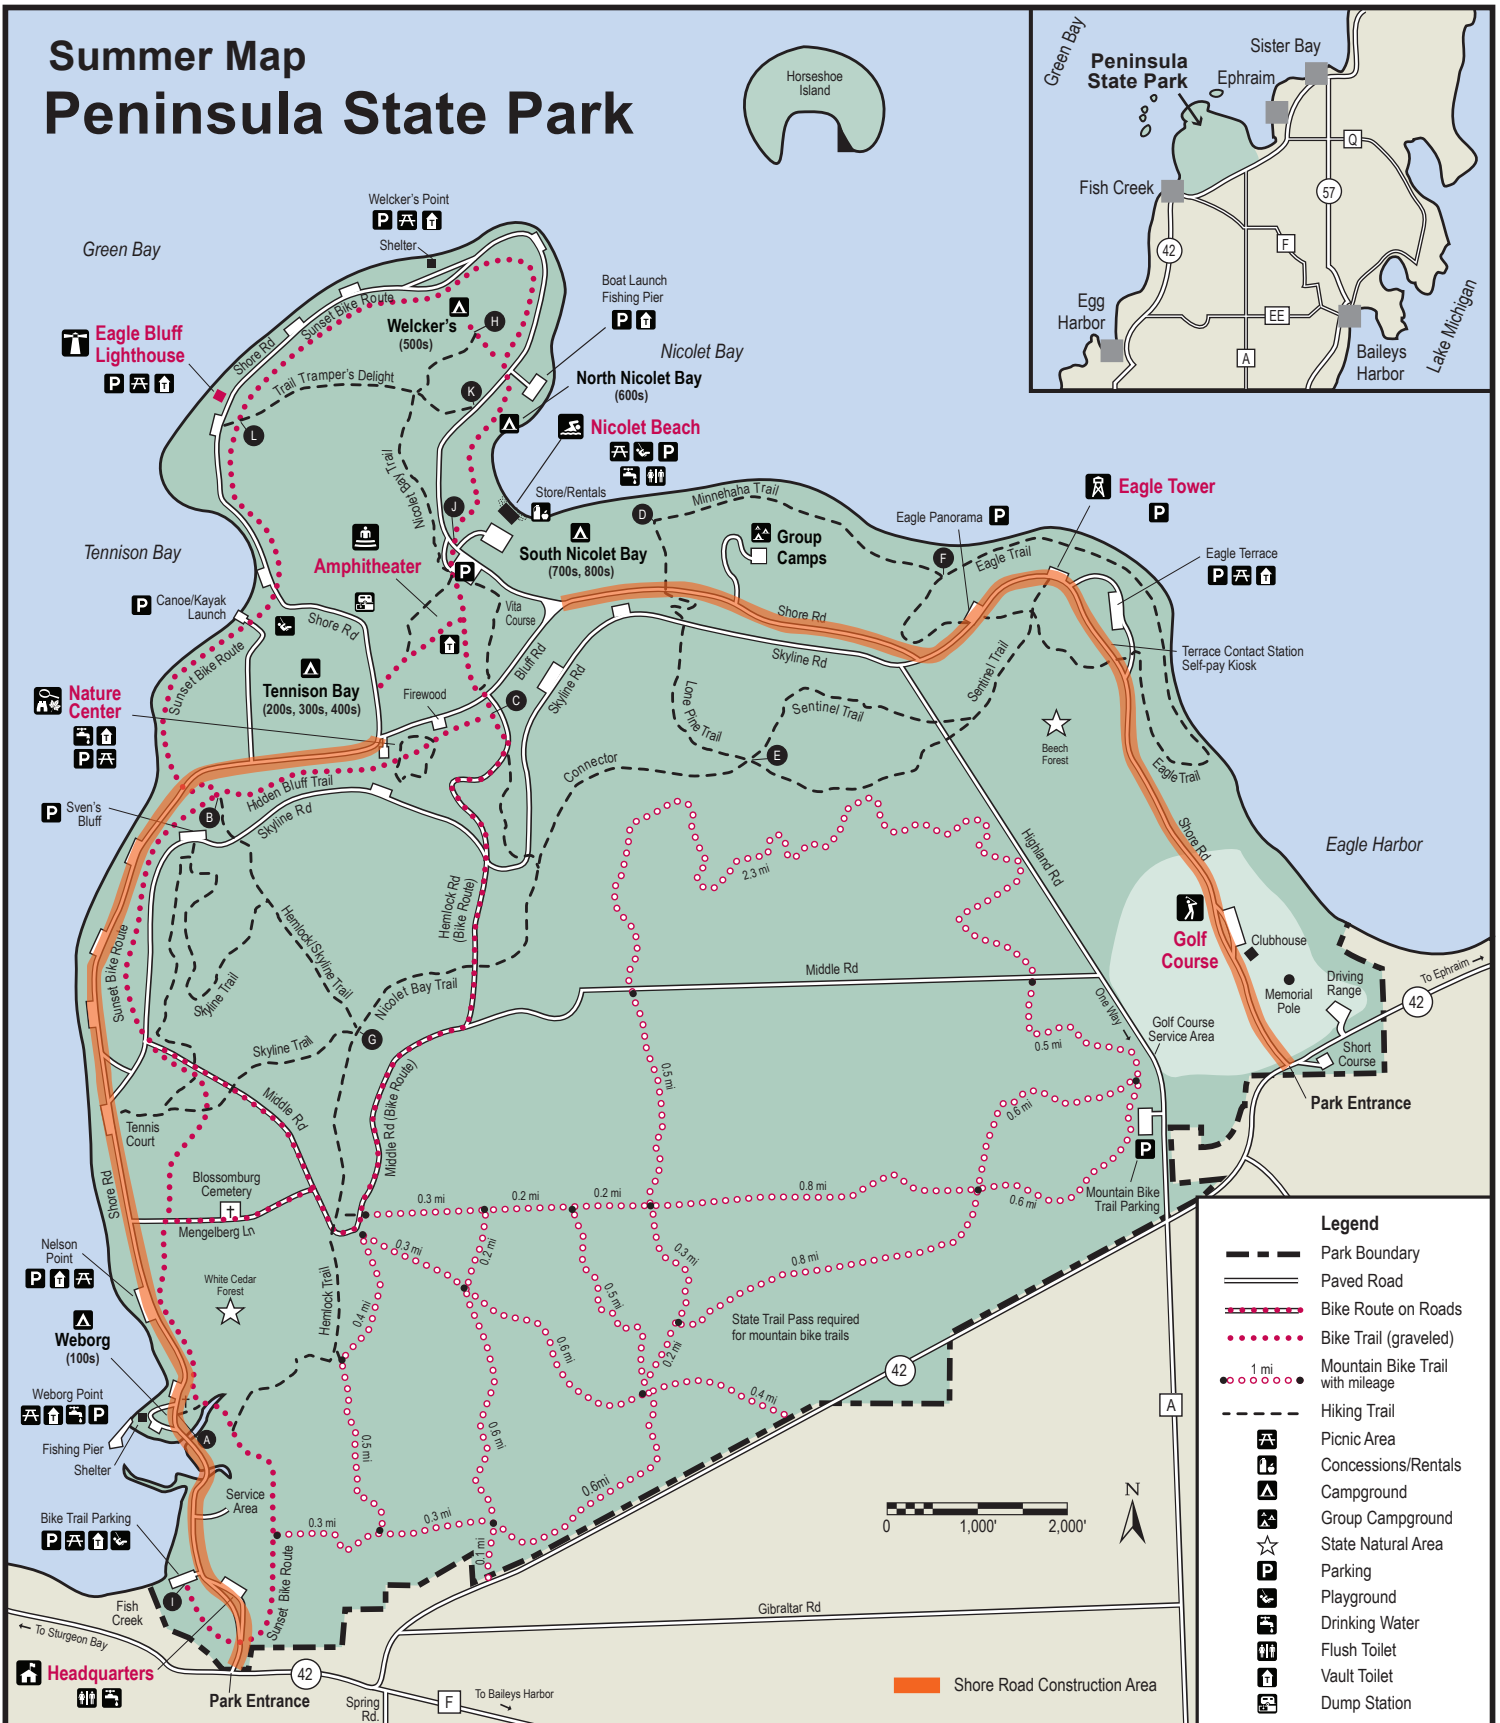 Summer Map
Peninsula State Park
Horseshoe
Island
Green Bay
Peninsula
State Park
Sister Bay
Ephraim
Q
Fish Creek
57
42
F
Egg
Harbor
EE
A
Baileys
Harbor
Lake Michigan
Green Bay
Welcker's Point
P
Shelter
Sunset Bike Route
Shore Rd
Welcker's
(500s)
H
Boat Launch
Fishing Pier
P
Nicolet Bay
Eagle Bluff
Lighthouse
P
Trail Tramper's Delight
K
L
North Nicolet Bay
(600s)
Nicolet Beach
P
Nicolet Bay Trail
J
Store/Rentals
D
Minnehaha Trail
South Nicolet Bay
(700s, 800s)
Group
Camps
Eagle Panorama P
Eagle Tower
P
F
Eagle Trail
Eagle Terrace
P
Tennison Bay
Amphitheater
P
P
Canoe/Kayak
Launch
Shore Rd
Vita
Course
Shore Rd
Skyline Rd
Terrace Contact Station
Self-pay Kiosk
Sunset Bike Route
Tennison Bay
(200s, 300s, 400s)
Firewood
Bluff Rd
Skyline Rd
C
Lone Pine Trail
Sentinel Trail
Sentinel Trail
Nature
Center
P
Beech
Forest
E
Connector
Eagle Trail
Hidden Bluff Trail
Skyline Rd
P
Sven's
Bluff
B
Highland Rd
Shore Rd
Eagle Harbor
2.3 mi
Hemlock Rd
(Bike Route)
Hemlock/Skyline Trail
Golf
Course
Clubhouse
Memorial
Pole
Driving
Range
To Ephraim
42
Sunset Bike Route
Skyline Trail
Nicolet Bay Trail
Middle Rd
One Way
Golf Course
Service Area
Short
Course
Park Entrance
G
Skyline Trail
0.5 mi
0.5 mi
0.6 mi
Middle Rd
Middle Rd (Bike Route)
Tennis
Court
P
Mountain Bike
Trail Parking
Blossomburg
Cemetery
Mengelberg Ln
Shore Rd
0.3 mi
0.2 mi
0.2 mi
0.8 mi
0.6 mi
Nelson
Point
P
0.3 mi
0.2 mi
0.3 mi
0.8 mi
White Cedar
Forest
Hemlock Trail
0.4 mi
0.5 mi
State Trail Pass required
for mountain bike trails
Weborg
(100s)
0.6 mi
0.2 mi
42
Weborg Point
P
0.4 mi
A
A
Fishing Pier
Shelter
0.5 mi
0.6 mi
Service
Area
0.6mi
Bike Trail Parking
P
0.3 mi
0.3 mi
0.1 mi
N
0
1,000'
2,000'
Sunset Bike Route
Fish
Creek
I
To Sturgeon Bay
Gibraltar Rd
Headquarters
42
Park Entrance
Spring
Rd.
F
To Baileys Harbor
Shore Road Construction Area
Legend
Park Boundary
Paved Road
Bike Route on Roads
Bike Trail (graveled)
1 mi
Mountain Bike Trail
with mileage
Hiking Trail
Picnic Area
Concessions/Rentals
Campground
Group Campground
State Natural Area
P Parking
Playground
Drinking Water
Flush Toilet
Vault Toilet
Dump Station